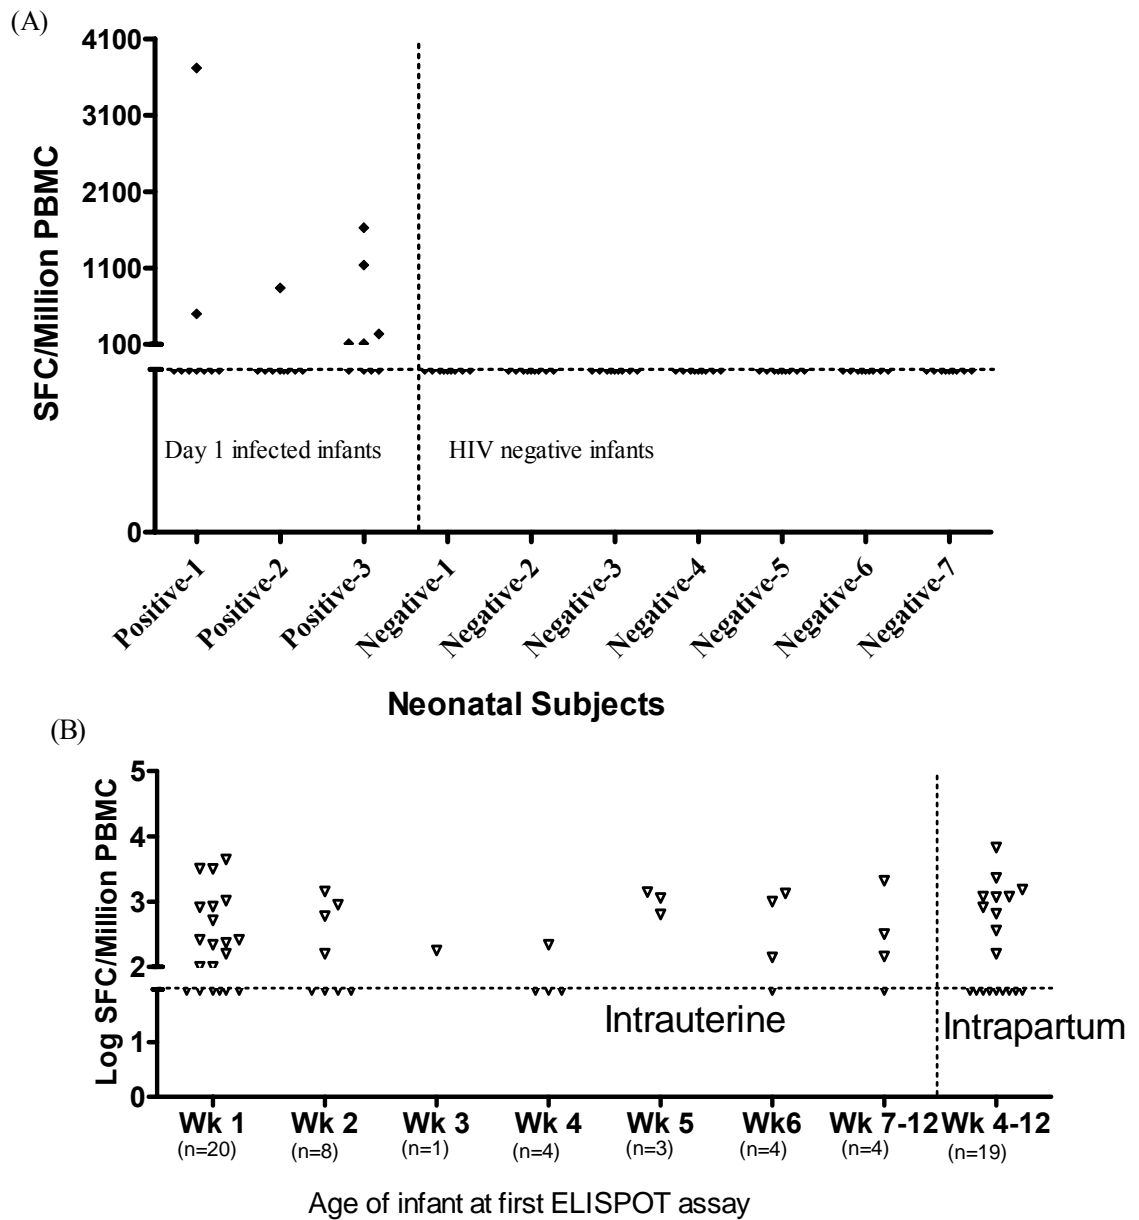 (A)
4100
3100
2100
1100
100
0
SFC/Million PBMC
Day 1 infected infants
HIV negative infants
Positive-1
Positive-2
Positive-3
Negative-1
Negative-2
Negative-3
Negative-4
Negative-5
Negative-6
Negative-7
Neonatal Subjects
(B)
5
4
3
2
1
0
Log SFC/Million PBMC
Intrauterine
Intrapartum
Wk 1 Wk 2 Wk 3 Wk 4 Wk 5 Wk6 Wk 7-12 Wk 4-12
(n=20) (n=8) (n=1) (n=4) (n=3) (n=4) (n=4) (n=19)
Age of infant at first ELISPOT assay